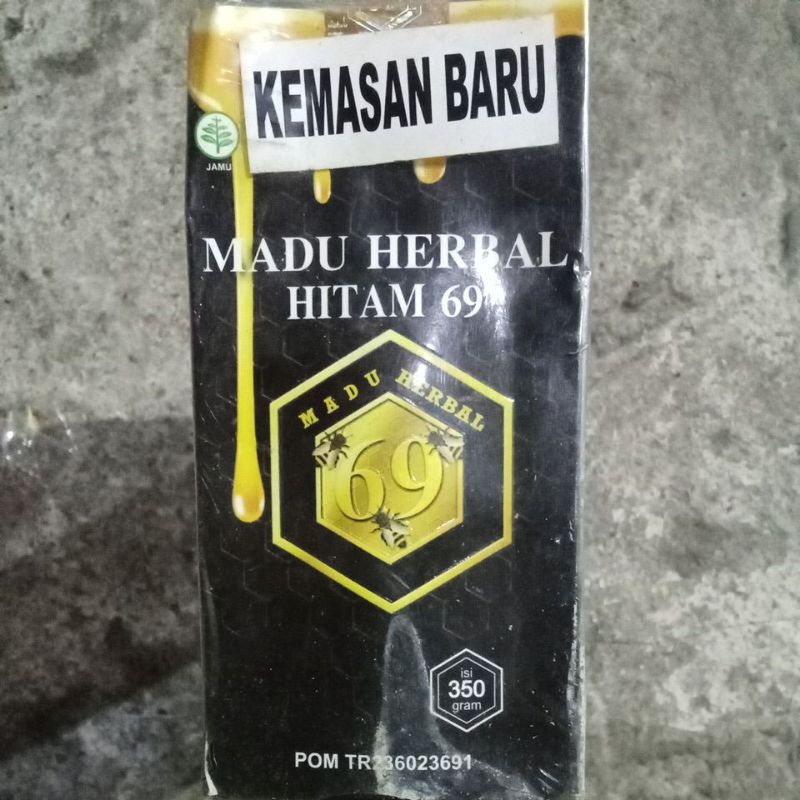 KEMASAN BARU
JAMU
MADU HERBAL
HITAM 69
MADU HERBAL
69
isi
350
gram
POM TR236023691